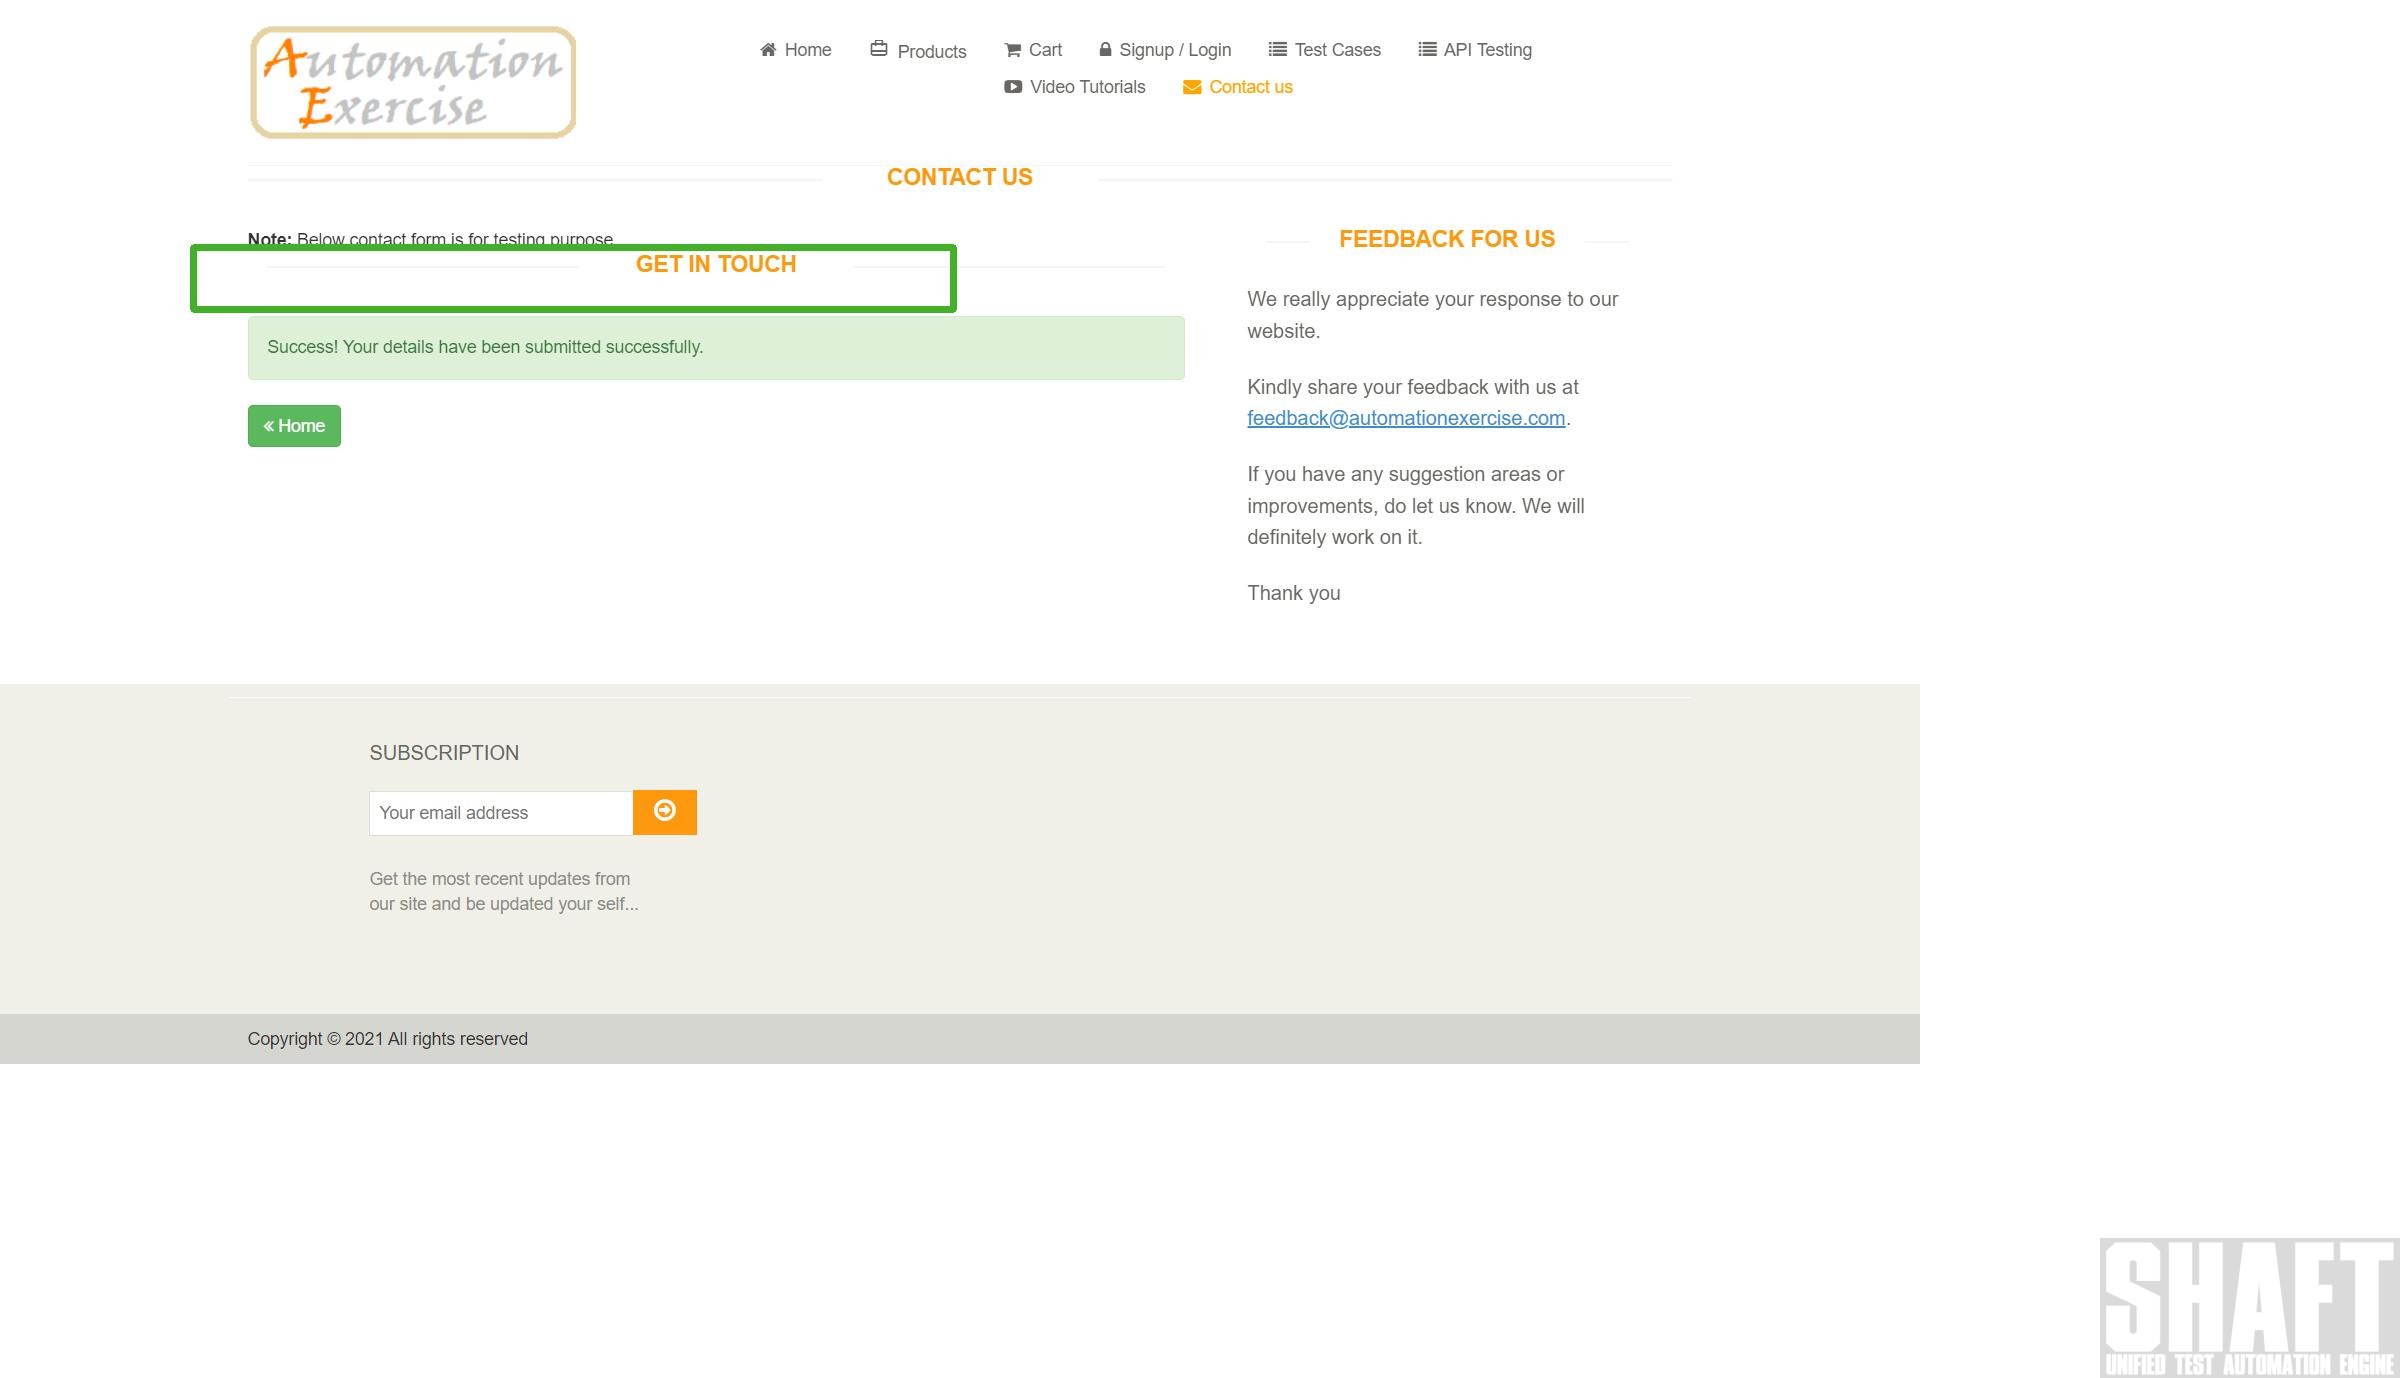 Automation
Exercise
Home
Products
Cart
Signup / Login
Test Cases
API Testing
Video Tutorials
Contact us
CONTACT US
Note: Below contact form is for testing purpose.
GET IN TOUCH
Success! Your details have been submitted successfully.
« Home
FEEDBACK FOR US
We really appreciate your response to our
website.
Kindly share your feedback with us at
feedback@automationexercise.com.
If you have any suggestion areas or
improvements, do let us know. We will
definitely work on it.
Thank you
SUBSCRIPTION
Your email address
Get the most recent updates from
our site and be updated your self...
Copyright © 2021 All rights reserved
SHAFT
UNIFIED TEST AUTOMATION ENGINE